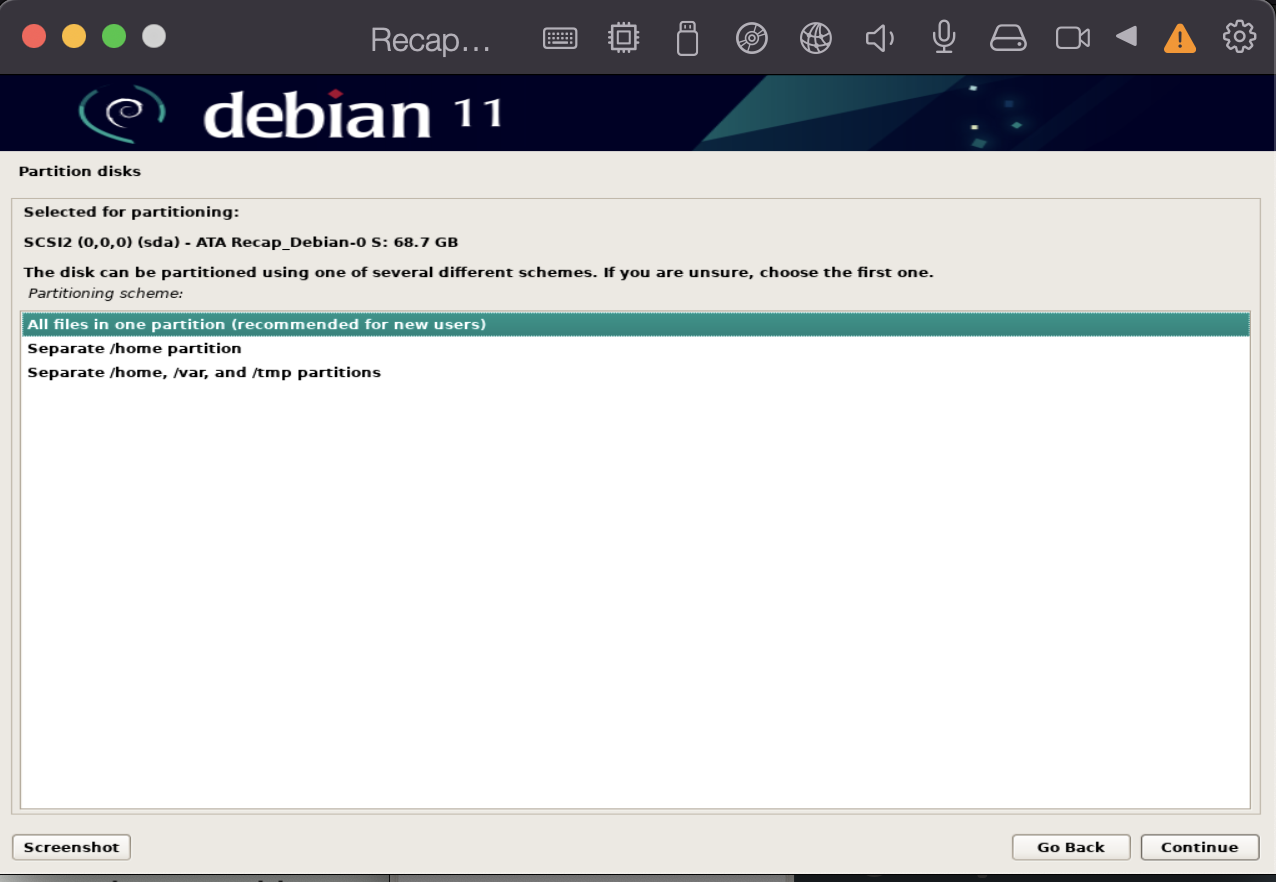 Recap...
debian 11
Partition disks
Selected for partitioning:
SCSI2 (0,0,0) (sda) - ATA Recap_Debian-0 S: 68.7 GB
The disk can be partitioned using one of several different schemes. If you are unsure, choose the first one.
Partitioning scheme:
All files in one partition (recommended for new users)
Separate /home partition
Separate /home, /var, and /tmp partitions
Screenshot
Go Back
Continue